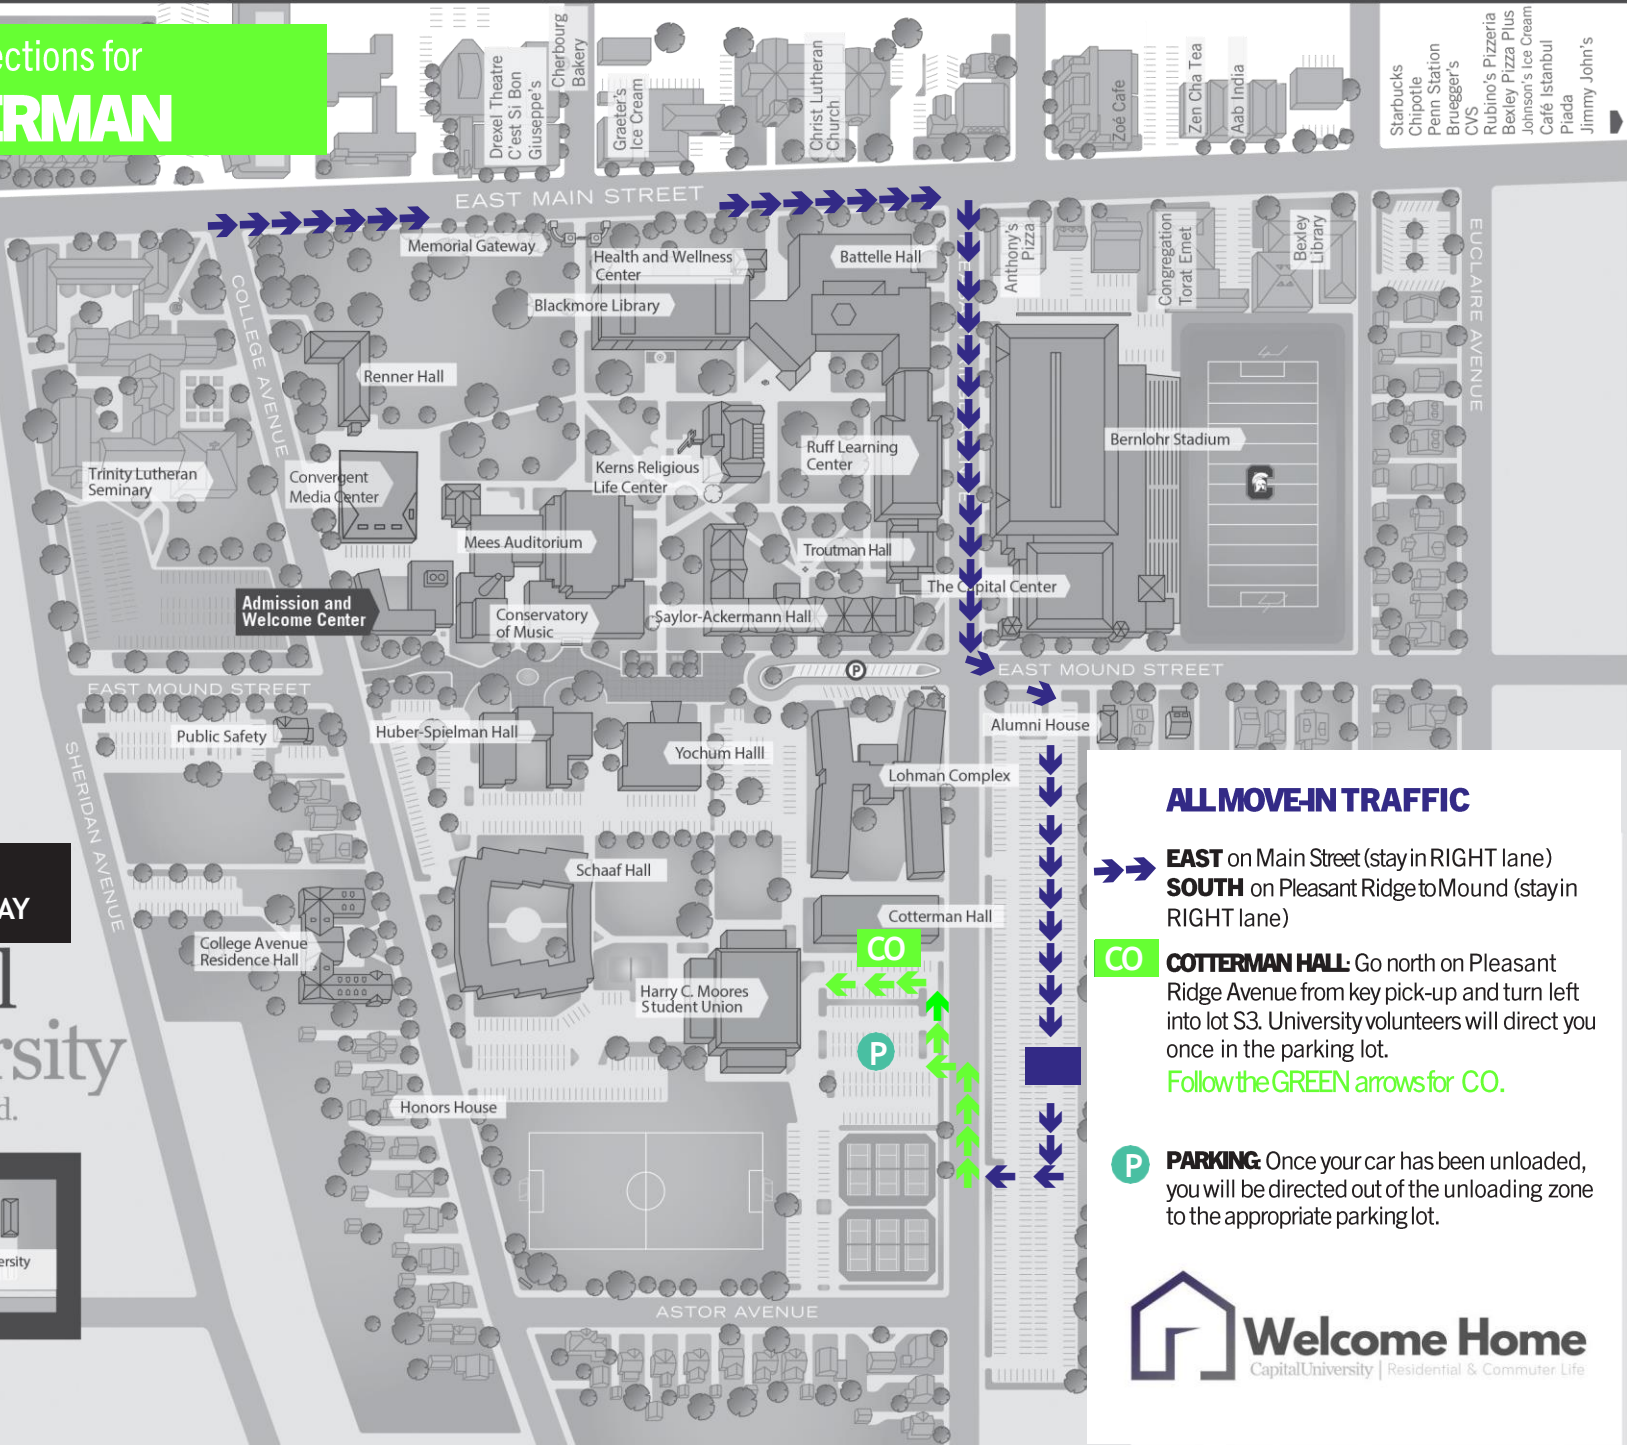 ections for
ERMAN
Drexel Theatre
C'est Si Bon
Giuseppe's
Cherbourg
Bakery
Graeter's
Ice Cream
Christ Lutheran
Church
Zoé Cafe
Zen Cha Tea
Aab India
Starbucks
Chipotle
Penn Station
Bruegger's
CVS
Rubino's Pizzeria
Bexley Pizza Plus
Johnson's Ice Cream
Café Istanbul
Piada
Jimmy John's
EAST MAIN STREET
Memorial Gateway
Health and Wellness
Center
Battelle Hall
Blackmore Library
Anthony's
Pizza
Congregation
Torat Emet
Bexley
Library
EUCLAIRE AVENUE
COLLEGE AVENUE
Renner Hall
Bernlohr Stadium
Ruff Learning
Center
Kerns Religious
Life Center
Trinity Lutheran
Seminary
Convergent
Media Center
Mees Auditorium
Troutman Hall
The Capital Center
Admission and
Welcome Center
Conservatory
of Music
Saylor-Ackermann Hall
P
EAST MOUND STREET
EAST MOUND STREET
Public Safety
Huber-Spielman Hall
Yochum Halll
Alumni House
Lohman Complex
SHERIDAN AVENUE
Schaaf Hall
Cotterman Hall
CO
AY
l
rsity
d.
ersity
College Avenue
Residence Hall
Harry C. Moores
Student Union
P
Honors House
ASTOR AVENUE
ALL MOVE-IN TRAFFIC
EAST on Main Street (stay in RIGHT lane)
SOUTH on Pleasant Ridge to Mound (stay in
RIGHT lane)
CO
COTTERMAN HALL: Go north on Pleasant
Ridge Avenue from key pick-up and turn left
into lot S3. University volunteers will direct you
once in the parking lot.
Follow the GREEN arrows for CO.
P
PARKING: Once your car has been unloaded,
you will be directed out of the unloading zone
to the appropriate parking lot.
Welcome Home
Capital University | Residential & Commuter Life